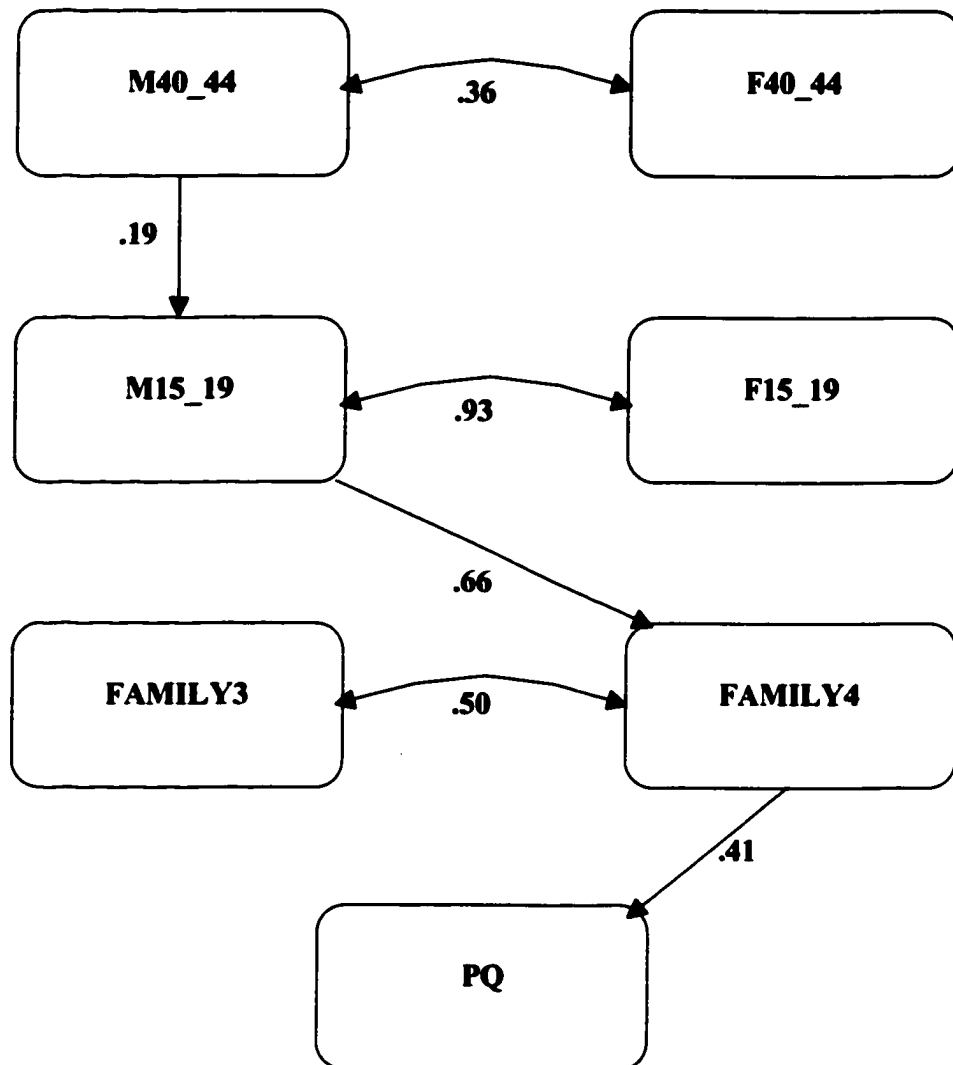 M40_44
F40_44
.36
.19
M15_19
F15_19
.93
.66
FAMILY3
FAMILY4
.50
.41
PQ